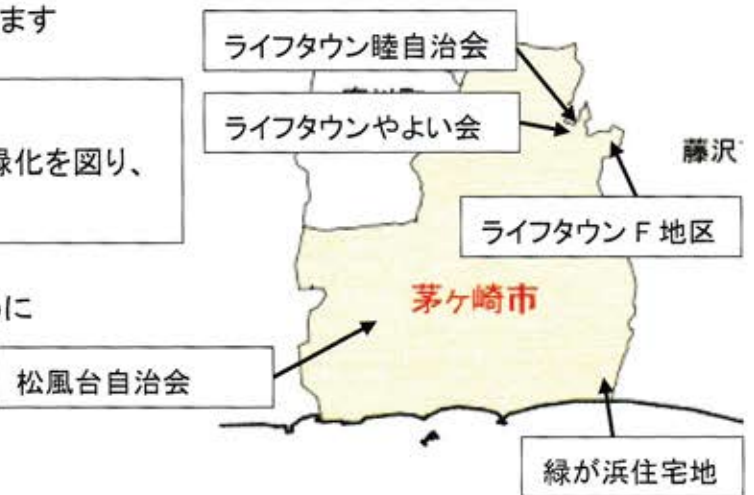 ます
緑化を図り、
に
ライフタウン睦自治会
ライフタウンやよい会
藤沢
ライフタウン F 地区
茅ヶ崎市
松風台自治会
緑が浜住宅地